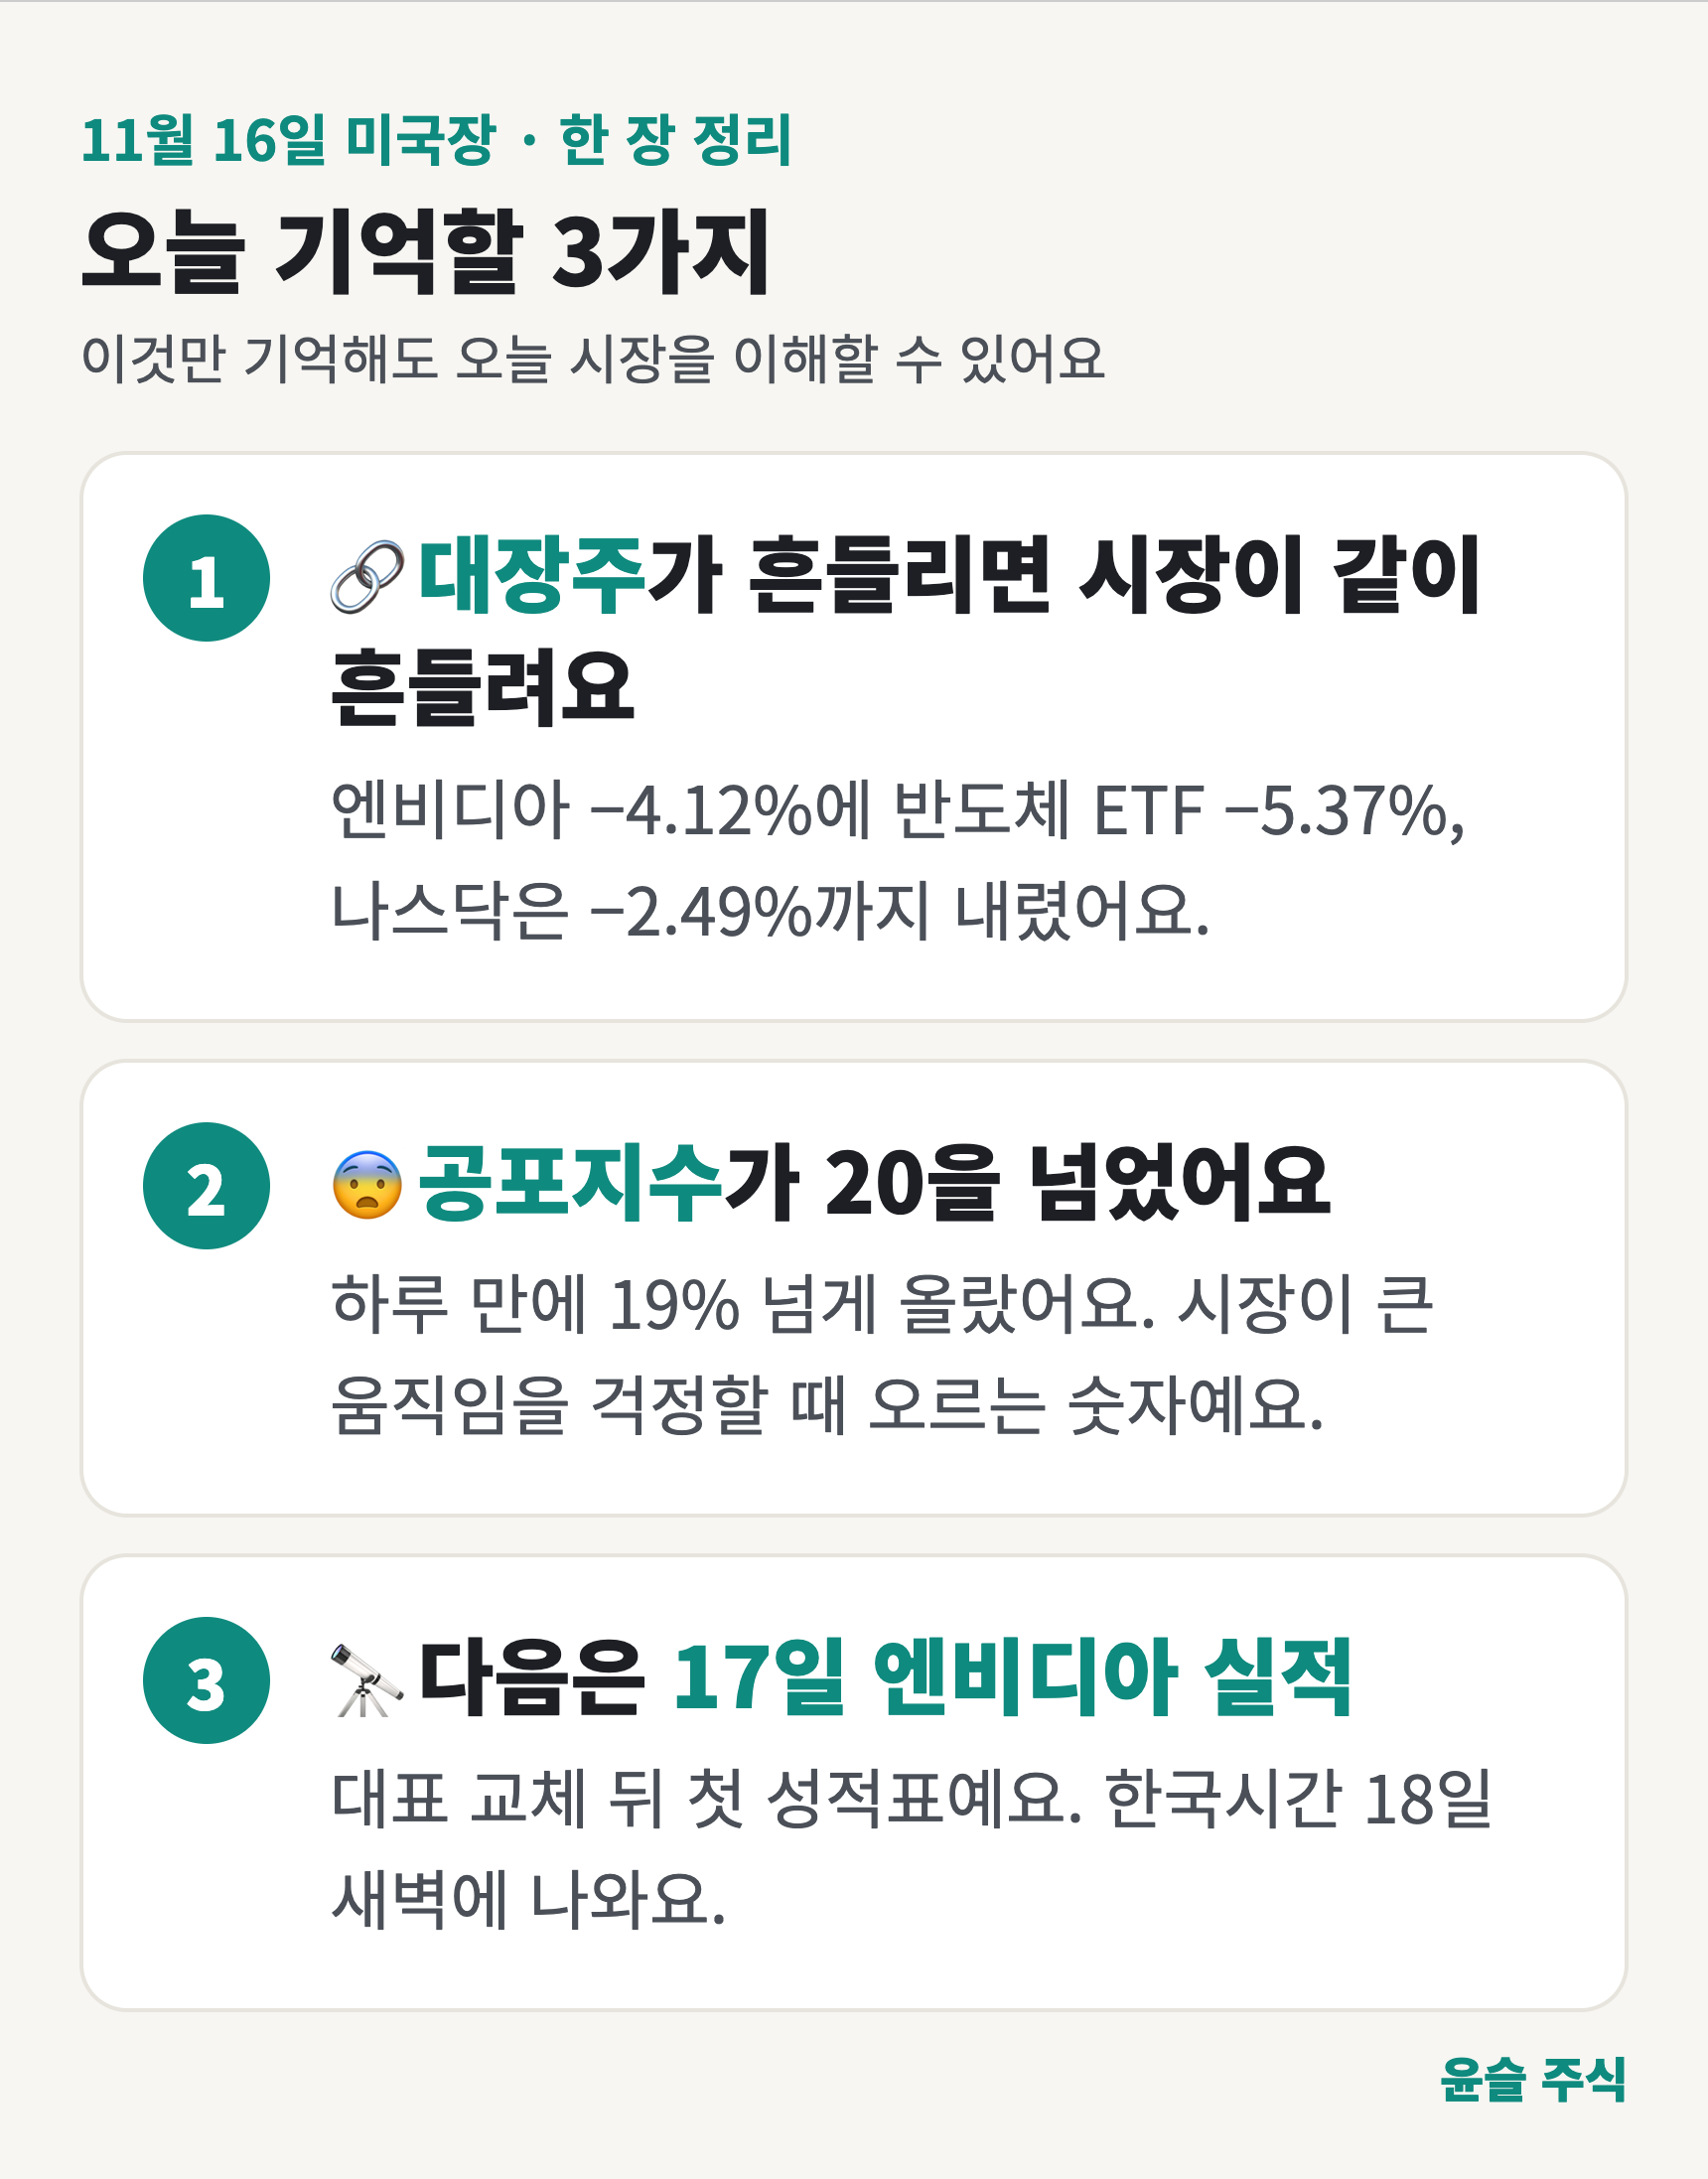 11월 16일 미국장 · 한 장 정리
오늘 기억할 3가지
이것만 기억해도 오늘 시장을 이해할 수 있어요
1
대장주가 흔들리면 시장이 같이
흔들려요
엔비디아 −4.12%에 반도체 ETF −5.37%,
나스닥은 −2.49%까지 내렸어요.
2
공포지수가 20을 넘었어요
하루 만에 19% 넘게 올랐어요. 시장이 큰
움직임을 걱정할 때 오르는 숫자예요.
3
다음은 17일 엔비디아 실적
대표 교체 뒤 첫 성적표예요. 한국시간 18일
새벽에 나와요.
윤슬 주식